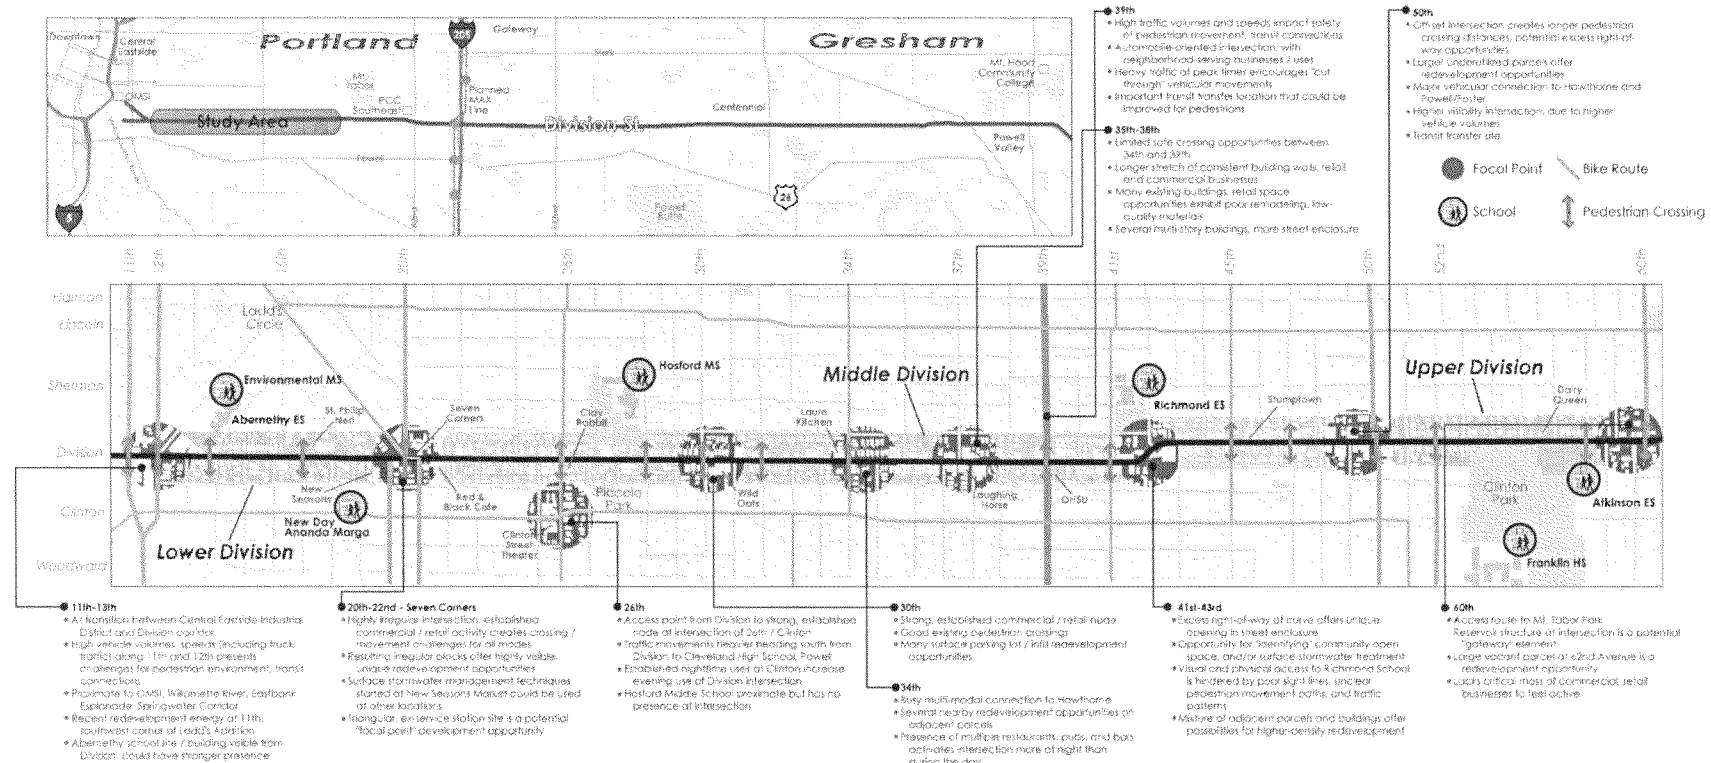 Downtown
Central
Eastside
Portland
Gateway
Gresham
Stark
Mt.
Tabor
Mt. Hood
Community
College
OMSI
PCC
Southeast
Planned
MAX
Line
Centennial
Study Area
Division St.
Powell
Valley
Powell
26
Powell
Butte
5
39th
* High traffic volumes and speeds impact safety
of pedestrian movement, transit connections
* Automobile-oriented intersection, with
neighborhood-serving businesses / uses
* Heavy traffic at peak times encourages "cut
through" vehicular movements
* Important transit transfer location that could be
improved for pedestrians
35th-38th
* Limited safe crossing opportunities between
34th and 39th
* Longer stretch of consistent building walls, retail
and commercial businesses
* Many existing buildings, retail space
opportunities exhibit poor remodeling, low-
quality materials
* Several multi-story buildings, more street enclosure
50th
* Off-set intersection creates longer pedestrian
crossing distances, potential excess right-of-
way opportunities
* Larger underutilized parcels offer
redevelopment opportunities
* Major vehicular connection to Hawthorne and
Powell/Foster
* Higher visibility intersection, due to higher
vehicle volumes
* Transit transfer site
Focal Point
Bike Route
School
Pedestrian Crossing
11th
12th
16th
20th
26th
30th
34th
37th
39th
41th
45th
50th
52nd
60th
Harrison
Lincoln
Ladd's
Circle
Sherman
Environmental MS
Abernethy ES
Hosford MS
Middle Division
Richmond ES
Upper Division
St. Philip
Neri
Seven
Corners
Clay
Rabbit
Laure
Kitchen
Stumptown
Dairy
Queen
Division
New
Seasons
Red &
Black Cafe
Piccolo
Park
Wild
Oats
Laughing
Horse
OHSU
Clinton
Park
Atkinson ES
Clinton
New Day
Ananda Marga
Lower Division
Clinton
Street
Theater
Franklin HS
Woodward
11th-13th
* At transition between Central Eastside Industrial
District and Division corridor
* High vehicle volumes, speeds (including truck
traffic) along 11th and 12th presents
challenges for pedestrian environment, transit
connections
* Proximate to OMSI, Willamette River, Eastbank
Esplanade, Springwater Corridor
* Recent redevelopment energy at 11th,
southwest corner of Ladd's Addition
* Abernethy school site / building visible from
Division, could have stronger presence
20th-22nd - Seven Corners
* Highly irregular intersection, established
commercial / retail activity creates crossing /
movement challenges for all modes
* Resulting irregular blocks offer highly visible,
unique redevelopment opportunities
* Surface stormwater management techniques
started at New Seasons Market could be used
at other locations
* Triangular, ex-service station site is a potential
"focal point" development opportunity
26th
* Access point from Division to strong, established
node at intersection of 26th / Clinton
* Traffic movements heavier heading south from
Division to Cleveland High School, Powell
* Established nighttime uses at Clinton increase
evening use of Division intersection
* Hosford Middle School proximate but has no
presence at intersection
30th
* Strong, established commercial / retail node
* Good existing pedestrian crossings
* Many surface parking lot / infill redevelopment
opportunities
34th
* Busy multi-modal connection to Hawthorne
* Several nearby redevelopment opportunities on
adjacent parcels
* Presence of multiple restaurants, pubs, and bars
activates intersection more at night than
during the day
41st-43rd
* Excess right-of-way at curve offers unique
opening in street enclosure
* Opportunity for "identifying" community open
space, and/or surface stormwater treatment
* Visual and physical access to Richmond School
is hindered by poor sight lines, unclear
pedestrian movement paths, and traffic
patterns
* Mixture of adjacent parcels and buildings offer
possibilities for higher-density redevelopment
60th
* Access route to Mt. Tabor Park
Reservoir structure at intersection is a potential
"gateway" element
* Large vacant parcel at 62nd Avenue is a
redevelopment opportunity
* Lacks critical mass of commercial, retail
businesses to feel active